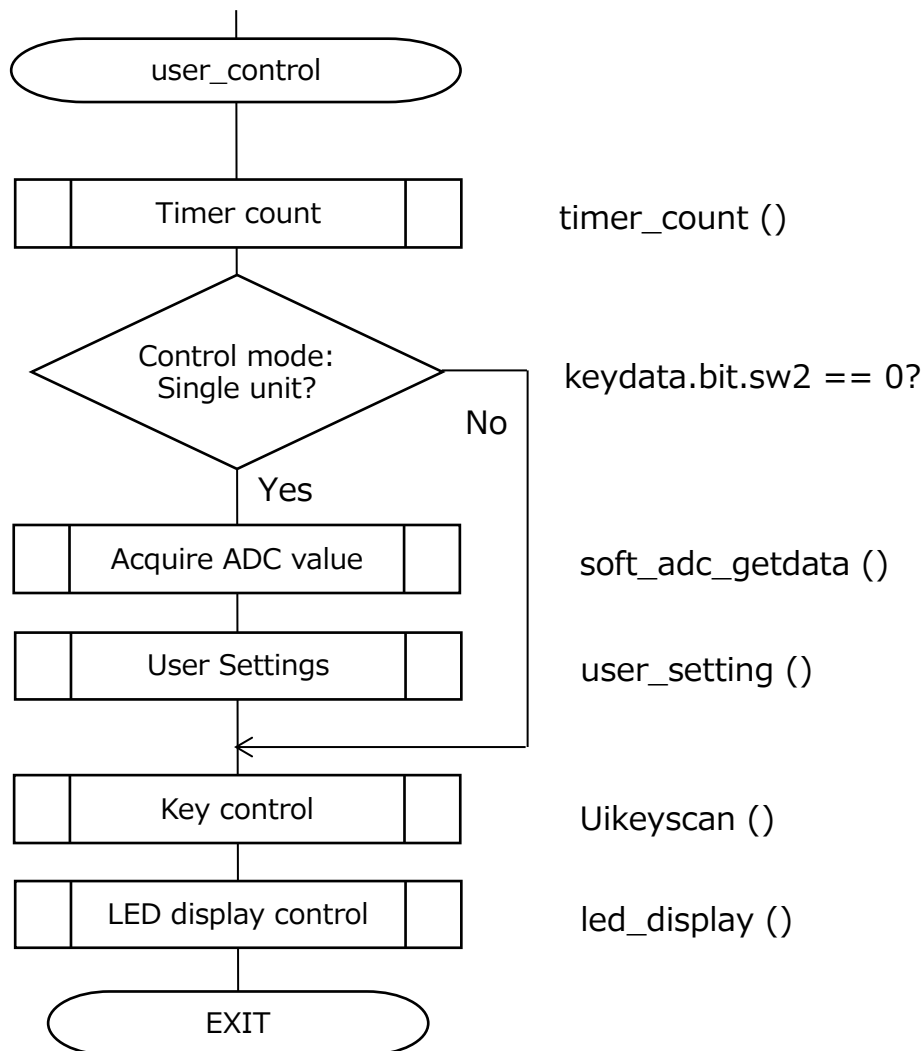 user_control
Timer count
timer_count ()
Control mode:
Single unit?
keydata.bit.sw2 == 0?
No
Yes
Acquire ADC value
soft_adc_getdata ()
User Settings
user_setting ()
Key control
Uikeyscan ()
LED display control
led_display ()
EXIT